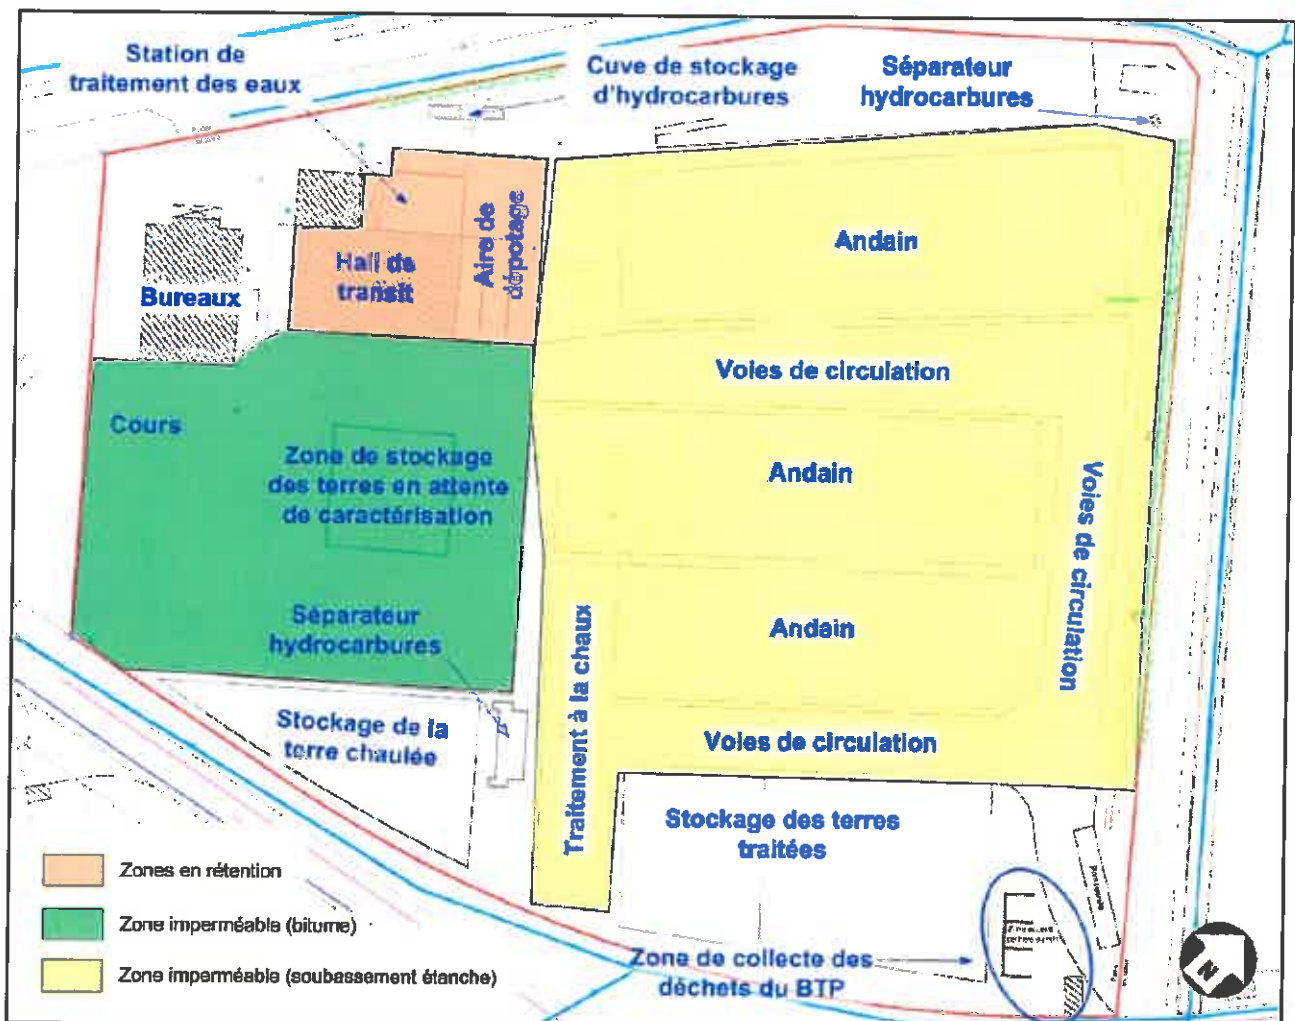 Station de
traitement des eaux
Cuve de stockage
d'hydrocarbures
Séparateur
hydrocarbures
Bureaux
Hall de
transit
Aire de
dépotage
Andain
Voies de circulation
Cours
Zone de stockage
des terres en attente
de caractérisation
Andain
Voies de circulation
Séparateur
hydrocarbures
Andain
Traitement à la chaux
Stockage de la
terre chaulée
Voies de circulation
Stockage des terres
traitées
Zones en rétention
Zone imperméable (bitume)
Zone imperméable (soubassement étanche)
Zone de collecte des
déchets du BTP
N